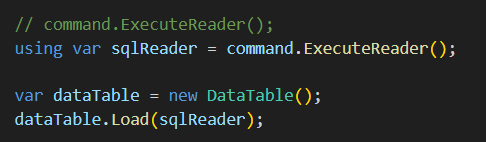 // command.ExecuteReader();
using var sqlReader = command.ExecuteReader();
var dataTable = new DataTable();
dataTable.Load(sqlReader);